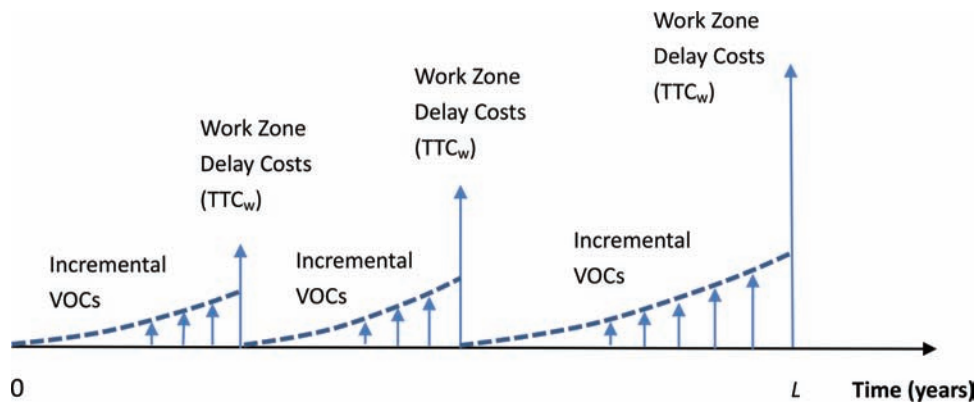 Work Zone
Delay Costs
(TTCw)
Work Zone
Delay Costs
(TTCw)
Work Zone
Delay Costs
(TTCw)
Incremental
VOCs
Incremental
VOCs
Incremental
VOCs
0
L
Time (years)